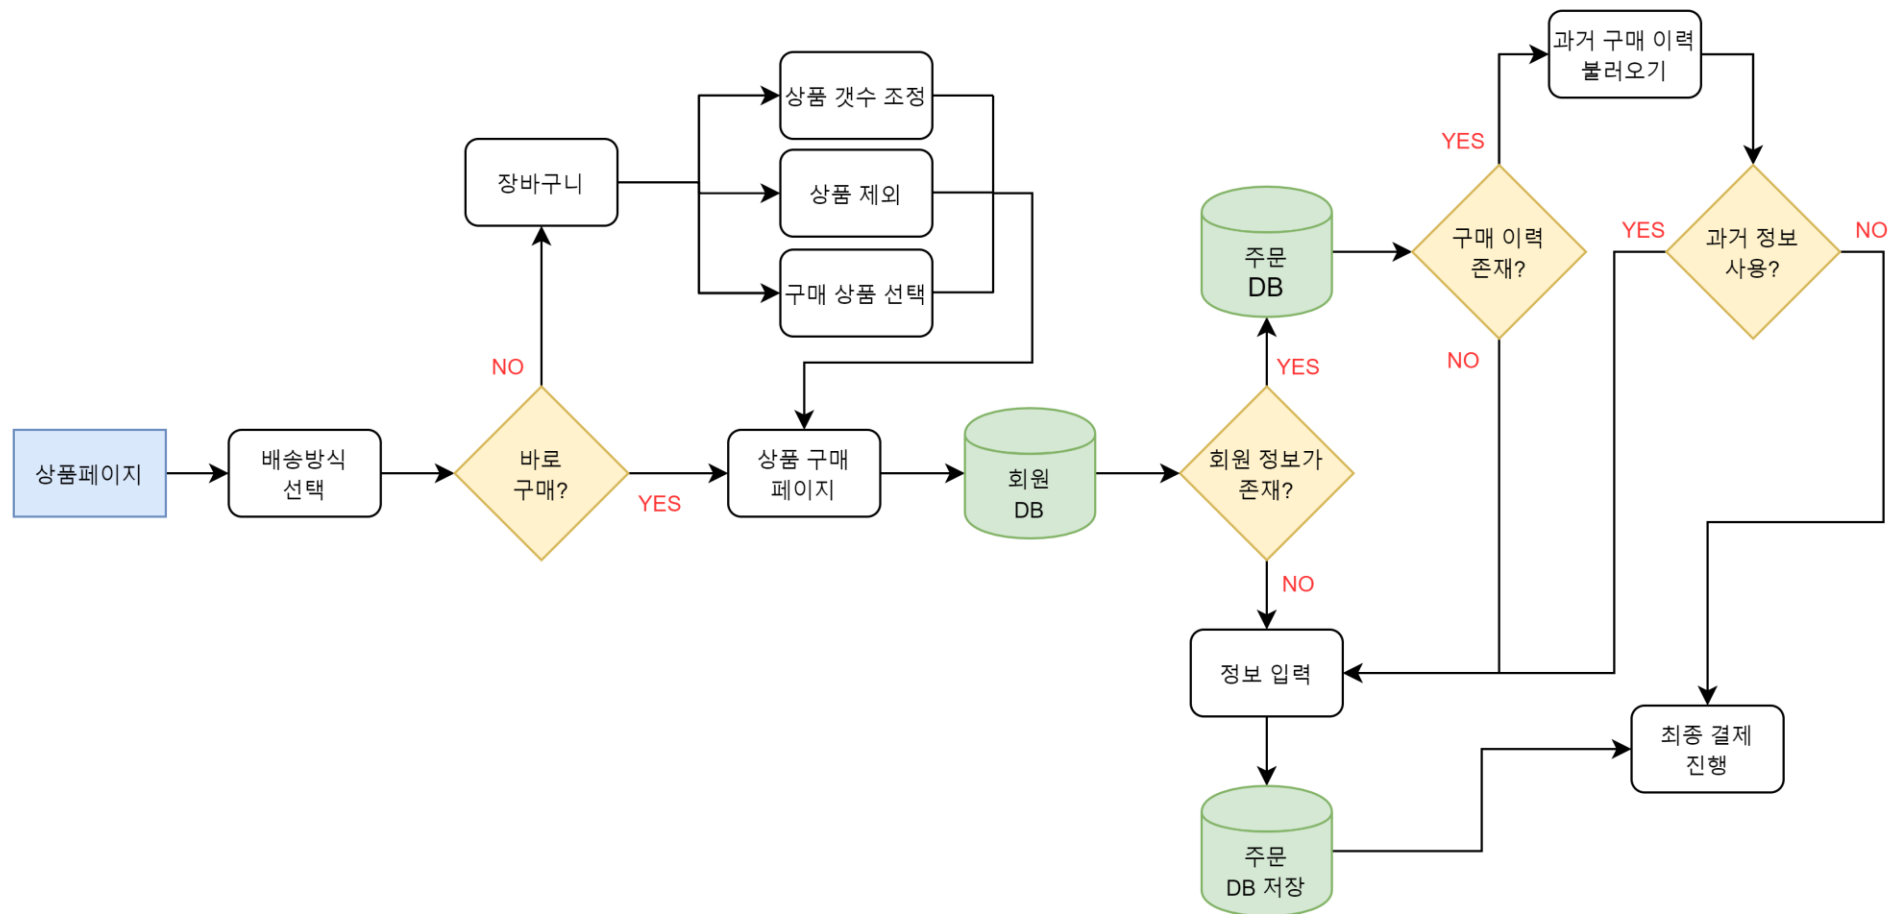 상품페이지
배송방식
선택
바로
구매?
NO
YES
장바구니
상품 갯수 조정
상품 제외
구매 상품 선택
상품 구매
페이지
회원
DB
회원 정보가
존재?
YES
NO
주문
DB
구매 이력
존재?
YES
NO
과거 구매 이력
불러오기
과거 정보
사용?
YES
NO
정보 입력
주문
DB 저장
최종 결제
진행